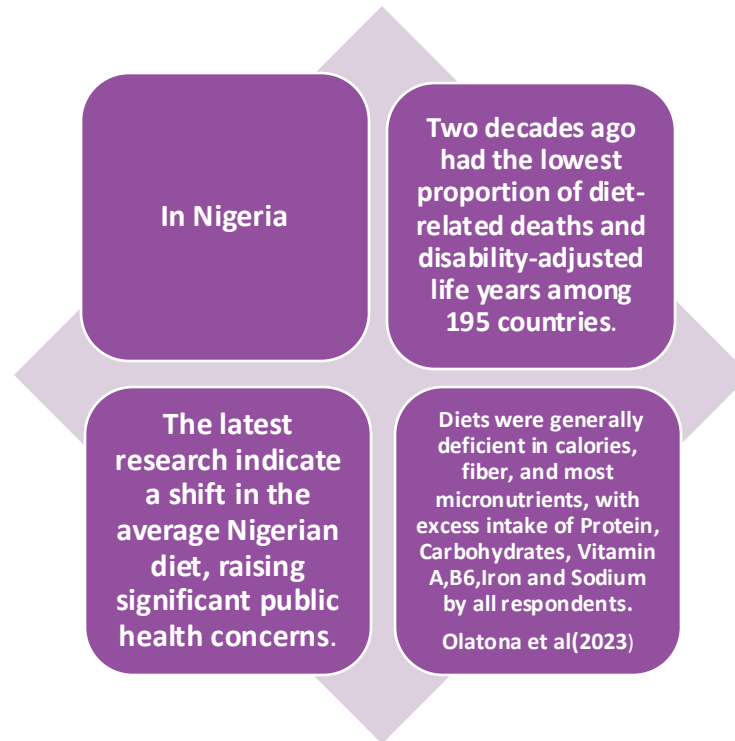 In Nigeria
Two decades ago
had the lowest
proportion of diet-
related deaths and
disability-adjusted
life years among
195 countries.
The latest
research indicate
a shift in the
average Nigerian
diet, raising
significant public
health concerns.
Diets were generally
deficient in calories,
fiber, and most
micronutrients, with
excess intake of Protein,
Carbohydrates, Vitamin
A,B6,Iron and Sodium
by all respondents.
Olatona et al(2023)